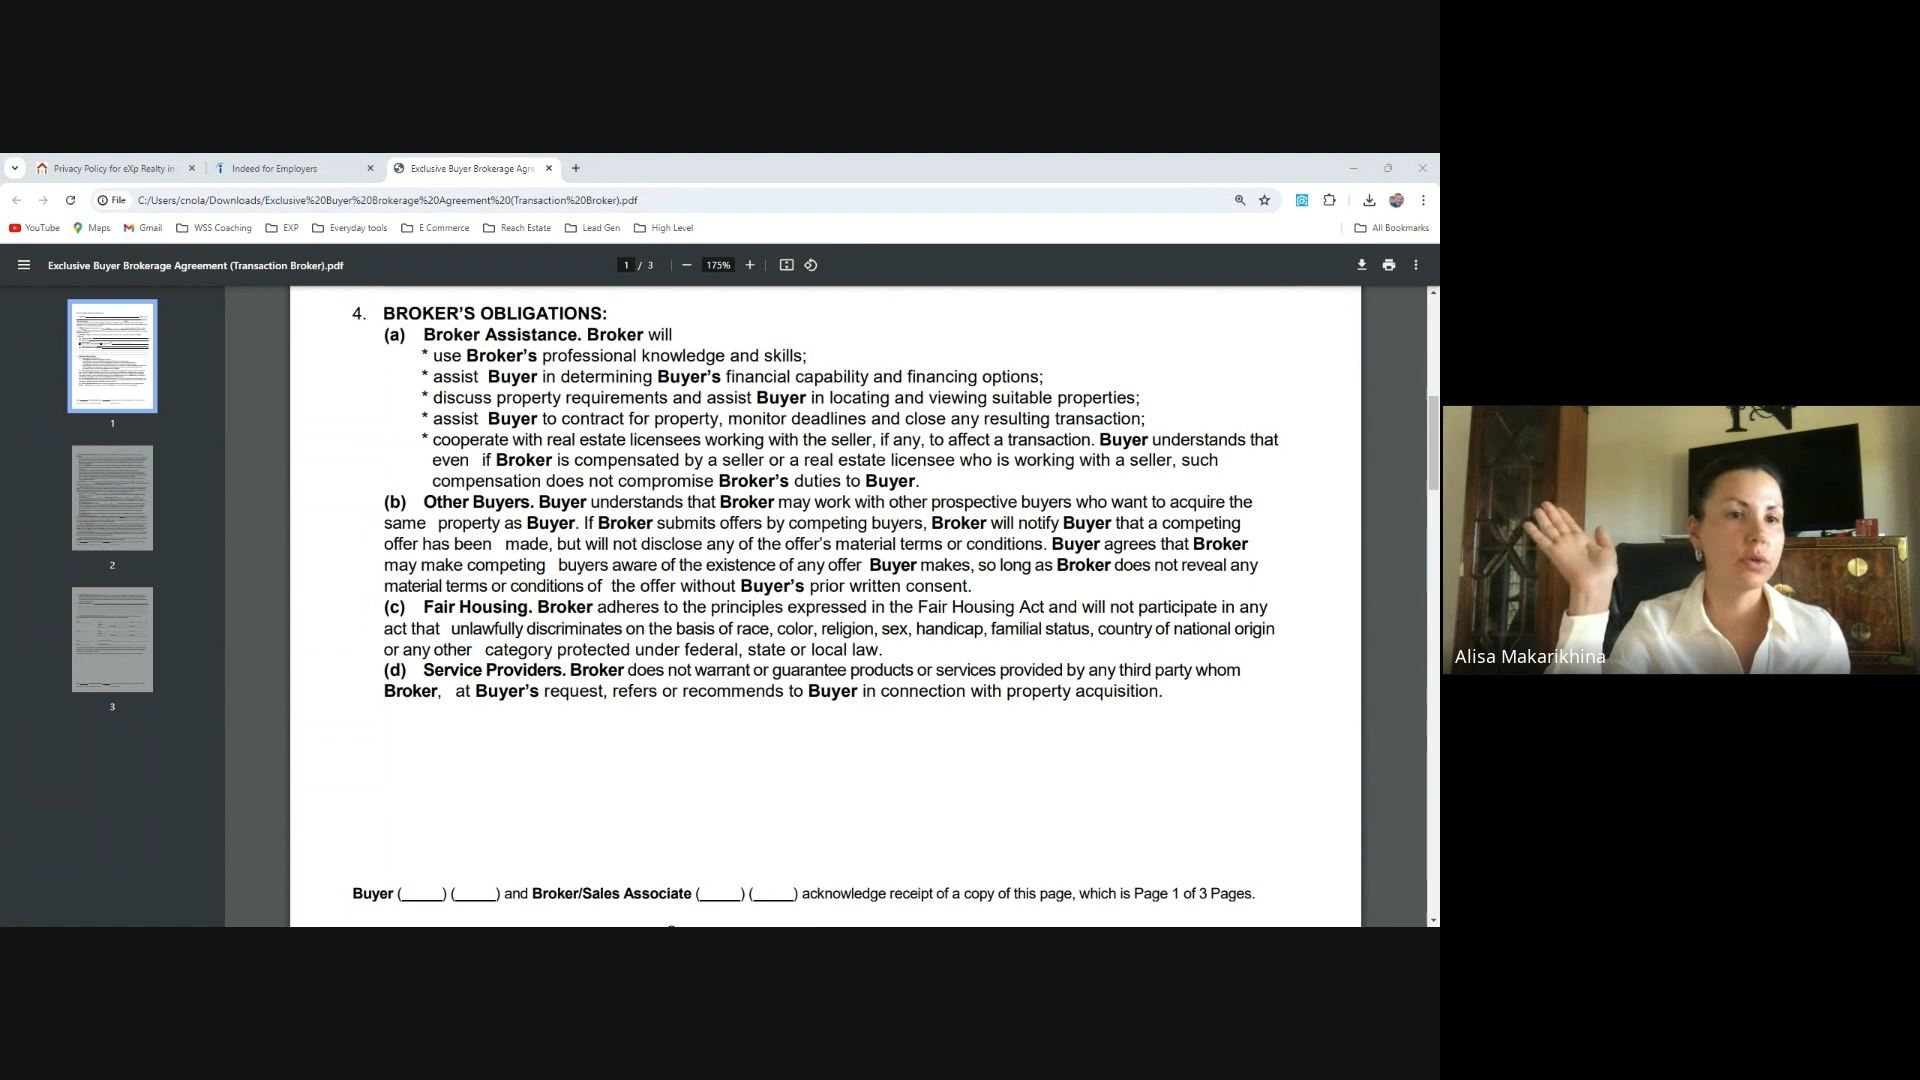 Privacy Policy for eXp Realty in
Indeed for Employers
Exclusive Buyer Brokerage Agre
File C:/Users/cnola/Downloads/Exclusive%20Buyer%20Brokerage%20Agreement%20(Transaction%20Broker).pdf
YouTube Maps Gmail WSS Coaching EXP Everyday tools E Commerce Reach Estate Lead Gen High Level All Bookmarks
Exclusive Buyer Brokerage Agreement (Transaction Broker).pdf 1 / 3 175%
1
2
3
4. BROKER'S OBLIGATIONS:
(a) Broker Assistance. Broker will
* use Broker's professional knowledge and skills;
* assist Buyer in determining Buyer's financial capability and financing options;
* discuss property requirements and assist Buyer in locating and viewing suitable properties;
* assist Buyer to contract for property, monitor deadlines and close any resulting transaction;
* cooperate with real estate licensees working with the seller, if any, to affect a transaction. Buyer understands that
even if Broker is compensated by a seller or a real estate licensee who is working with a seller, such
compensation does not compromise Broker's duties to Buyer.
(b) Other Buyers. Buyer understands that Broker may work with other prospective buyers who want to acquire the
same property as Buyer. If Broker submits offers by competing buyers, Broker will notify Buyer that a competing
offer has been made, but will not disclose any of the offer's material terms or conditions. Buyer agrees that Broker
may make competing buyers aware of the existence of any offer Buyer makes, so long as Broker does not reveal any
material terms or conditions of the offer without Buyer's prior written consent.
(c) Fair Housing. Broker adheres to the principles expressed in the Fair Housing Act and will not participate in any
act that unlawfully discriminates on the basis of race, color, religion, sex, handicap, familial status, country of national origin
or any other category protected under federal, state or local law.
(d) Service Providers. Broker does not warrant or guarantee products or services provided by any third party whom
Broker, at Buyer's request, refers or recommends to Buyer in connection with property acquisition.
Buyer (_____) (_____) and Broker/Sales Associate (_____) (_____) acknowledge receipt of a copy of this page, which is Page 1 of 3 Pages.
Alisa Makarikhina